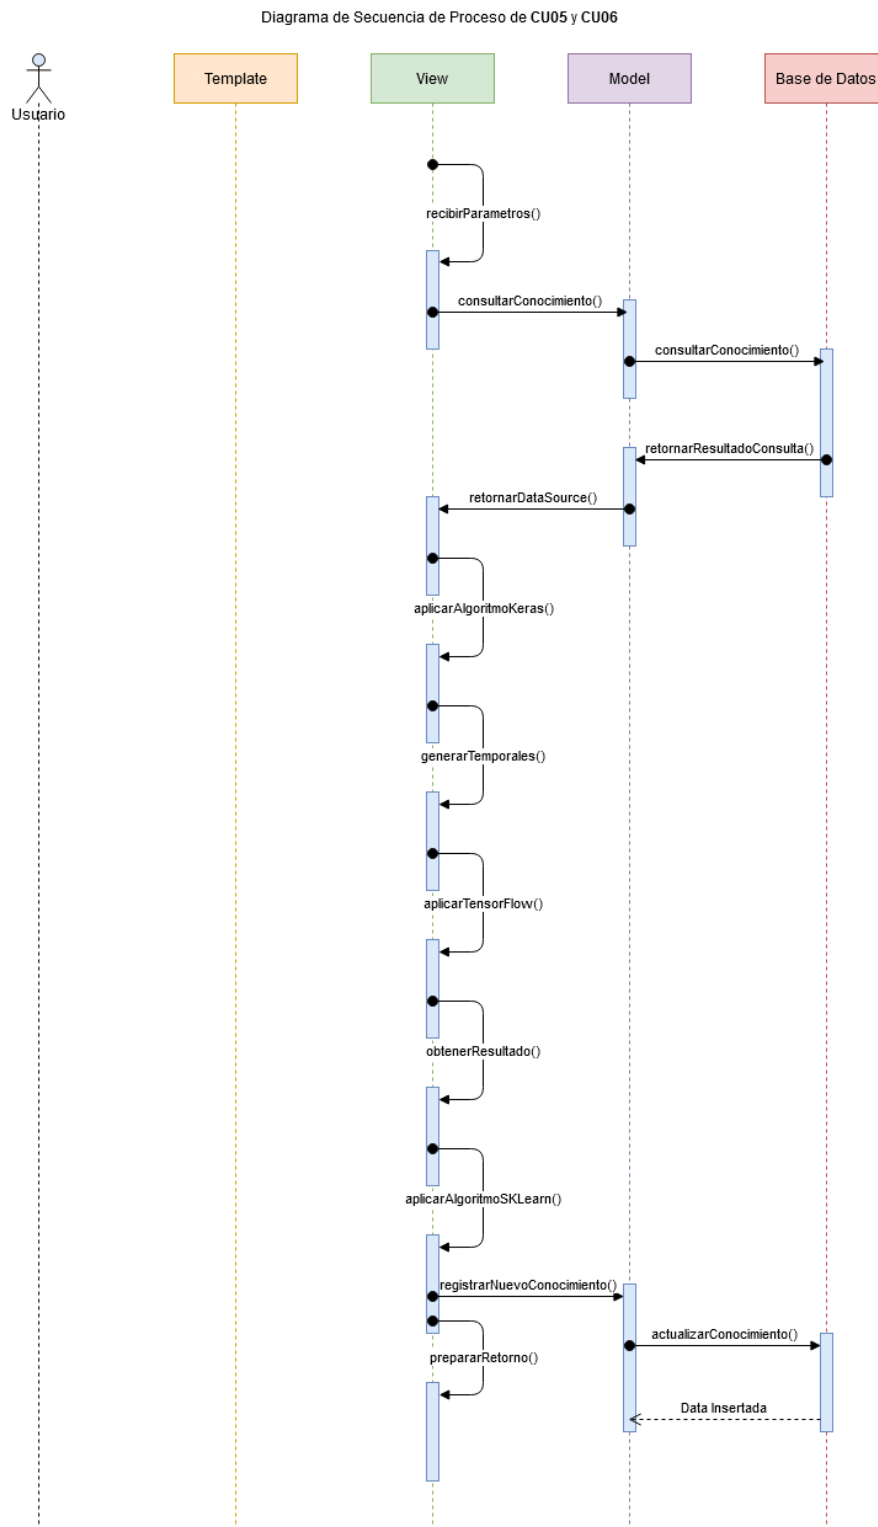 Diagrama de Secuencia de Proceso de CU05 y CU06
Usuario
Template
View
Model
Base de Datos
recibirParametros()
consultarConocimiento()
consultarConocimiento()
retornarResultadoConsulta()
retornarDataSource()
aplicarAlgoritmoKeras()
generarTemporales()
aplicarTensorFlow()
obtenerResultado()
aplicarAlgoritmoSKLearn()
registrarNuevoConocimiento()
actualizarConocimiento()
prepararRetorno()
Data Insertada